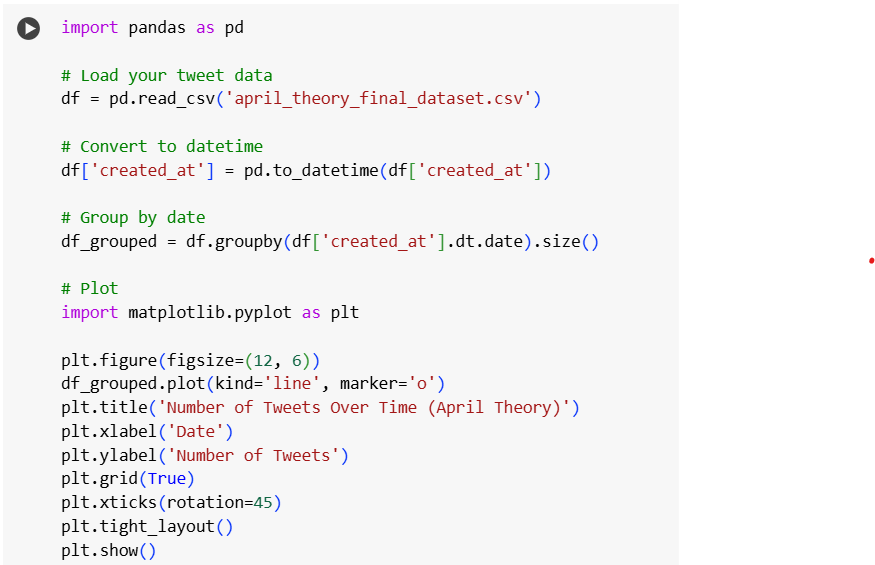 import pandas as pd
# Load your tweet data
df = pd.read_csv('april_theory_final_dataset.csv')
# Convert to datetime
df['created_at'] = pd.to_datetime(df['created_at'])
# Group by date
df_grouped = df.groupby(df['created_at'].dt.date).size()
# Plot
import matplotlib.pyplot as plt
plt.figure(figsize=(12, 6))
df_grouped.plot(kind='line', marker='o')
plt.title('Number of Tweets Over Time (April Theory)')
plt.xlabel('Date')
plt.ylabel('Number of Tweets')
plt.grid(True)
plt.xticks(rotation=45)
plt.tight_layout()
plt.show()